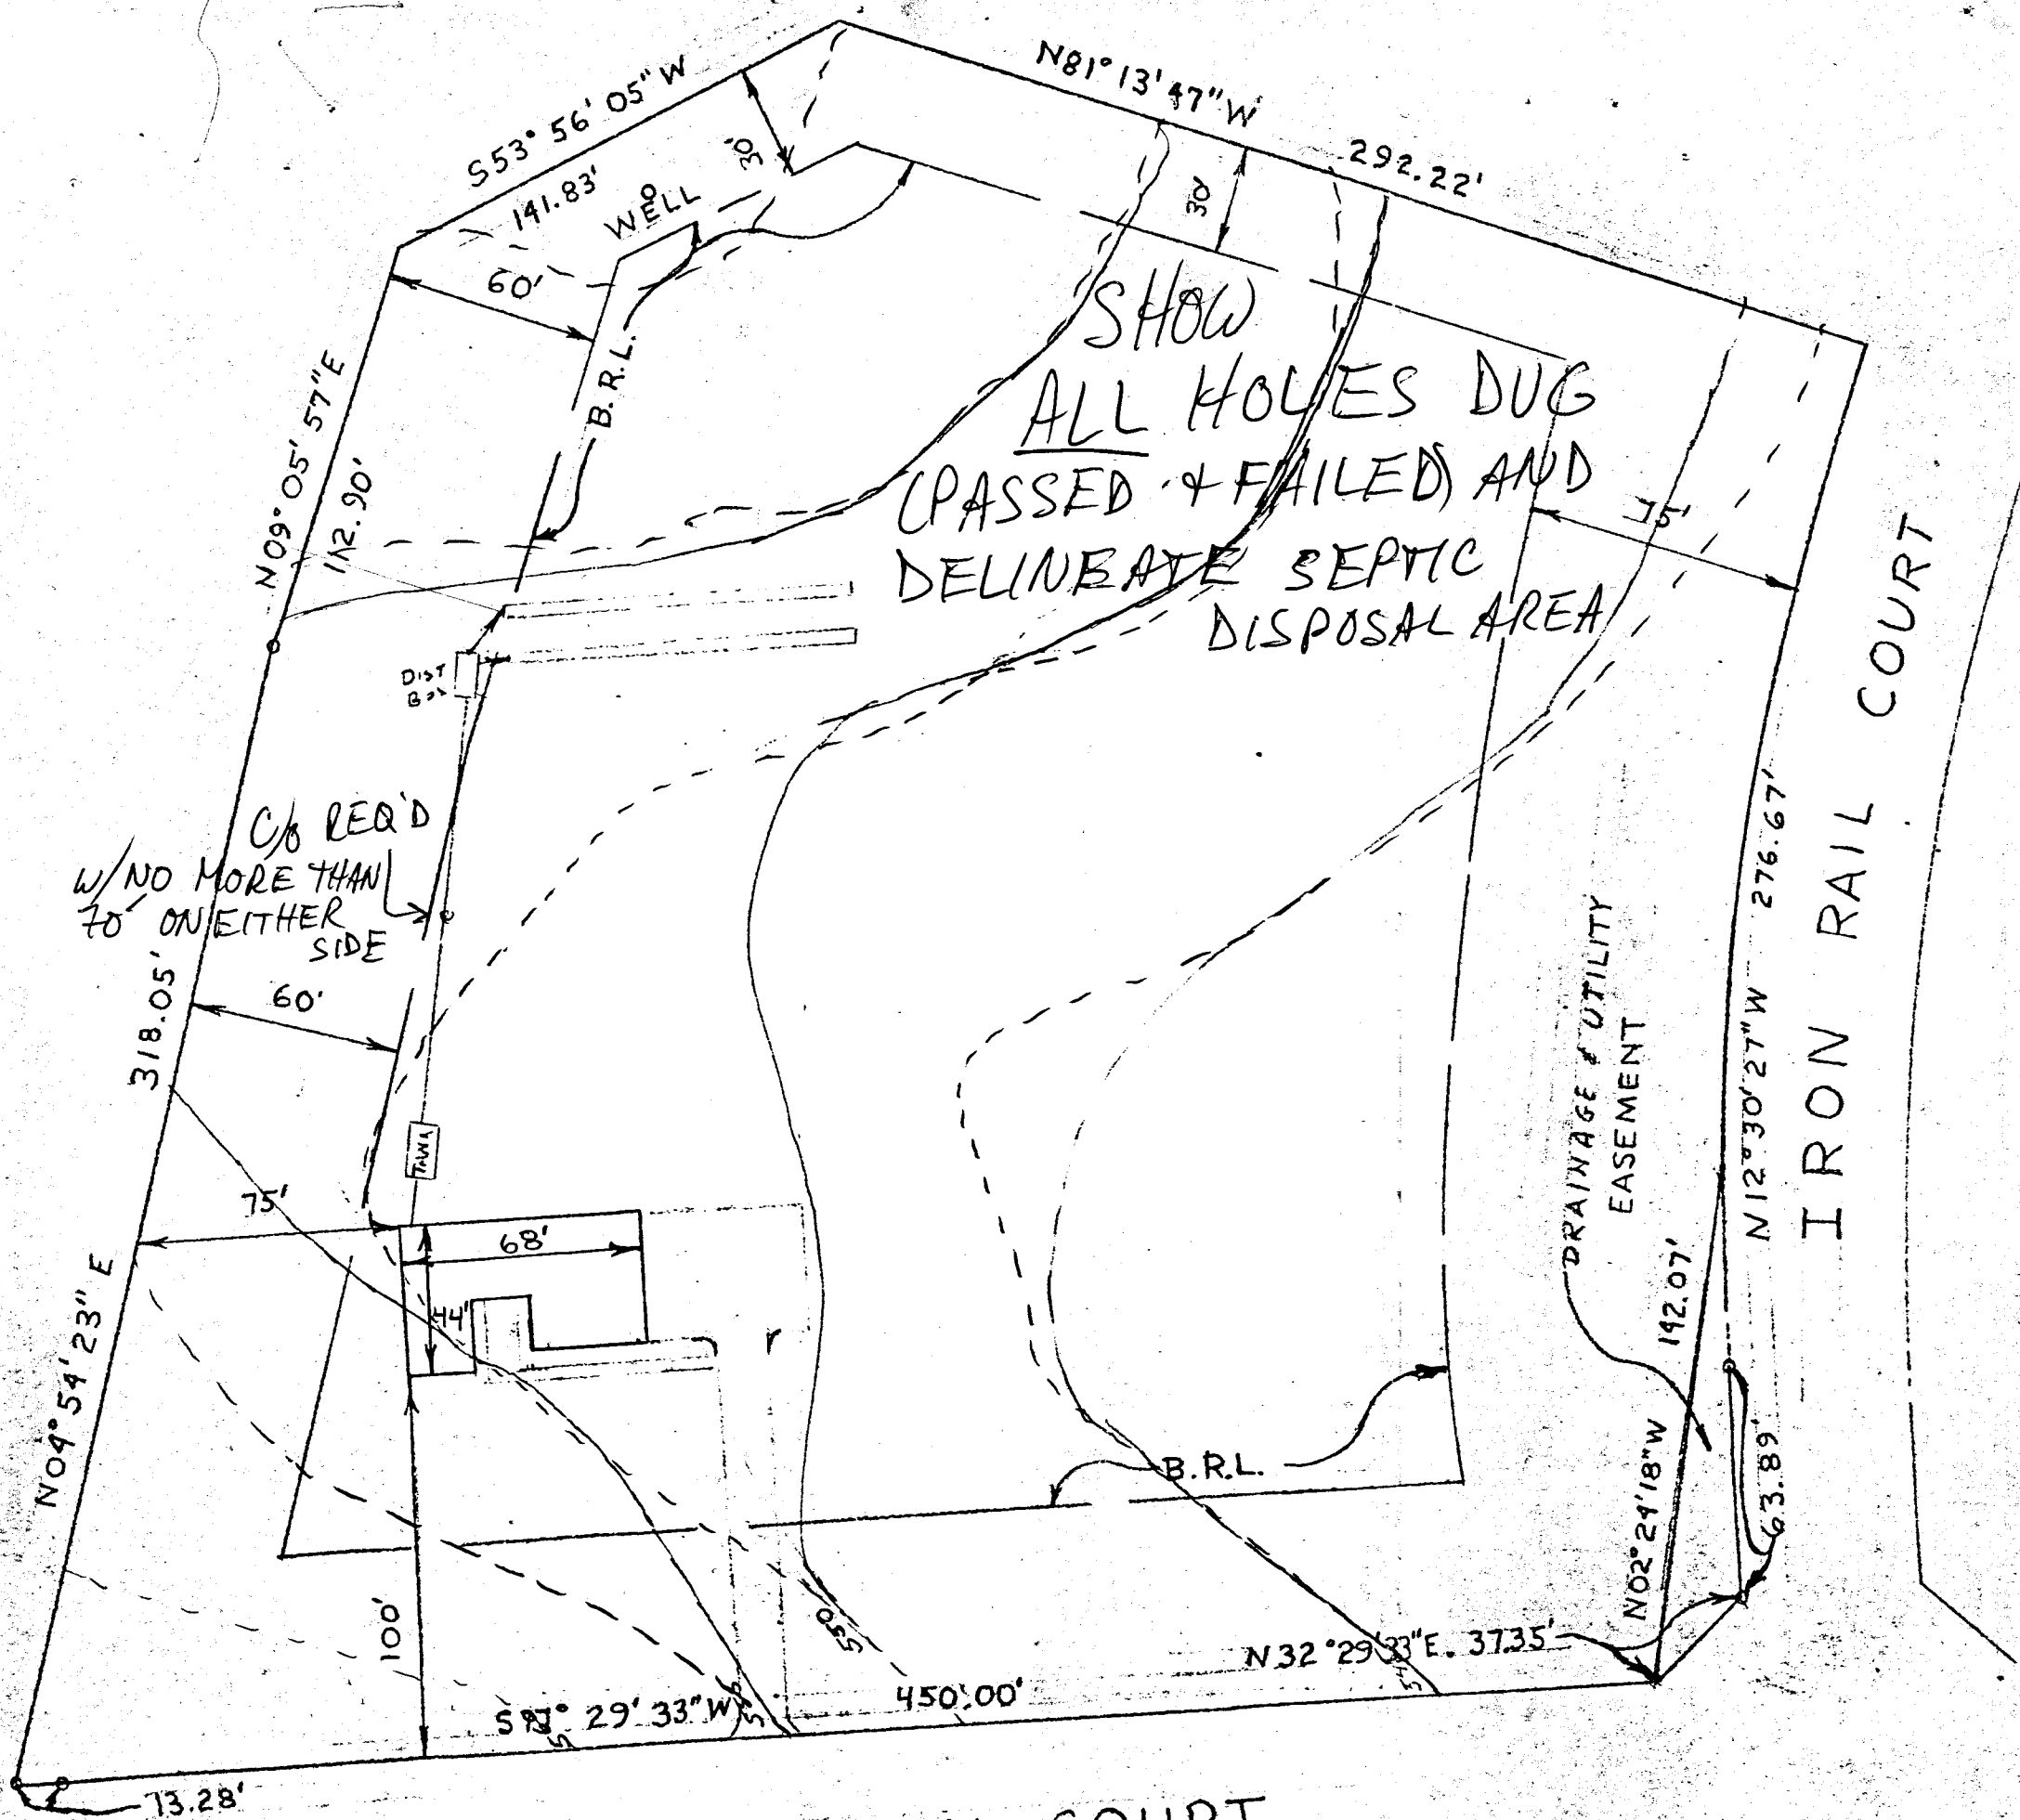 N81°13'47"W
292.22'
S53° 56' 05" W
141.83'
30'
WELL
60'
30'
B.R.L.
N09° 05' 57" E
112.90'
SHOW
ALL HOLES DUG
(PASSED & FAILED) AND
DELINEATE SEPTIC
DISPOSAL AREA
75'
DIST
BOX
C/O REQ'D
W/NO MORE THAN
70' ON EITHER
SIDE
60'
318.05'
N04° 54' 23" E
TANK
75'
68'
44'
100'
B.R.L.
DRAINAGE & UTILITY
EASEMENT
IRON RAIL COURT
276.67'
N12° 30' 27" W
192.07'
N02° 24' 18" W
63.89'
N32° 29' 33" E. 37.35'
550
29' 33" W
450.00'
73.28'
COURT